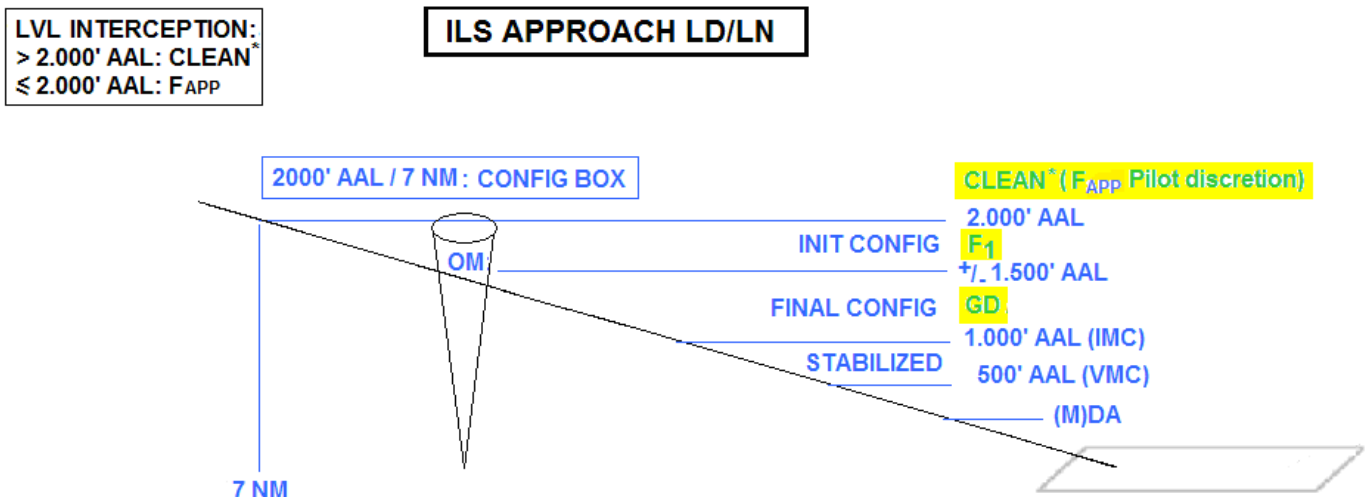 LVL INTERCEPTION:
> 2.000' AAL: CLEAN*
⩽ 2.000' AAL: FAPP
ILS APPROACH LD/LN
2000' AAL / 7 NM : CONFIG BOX
CLEAN* (FAPP Pilot discretion)
2.000' AAL
INIT CONFIG F1
OM
+/- 1.500' AAL
FINAL CONFIG GD
1.000' AAL (IMC)
STABILIZED
500' AAL (VMC)
(M)DA
7 NM